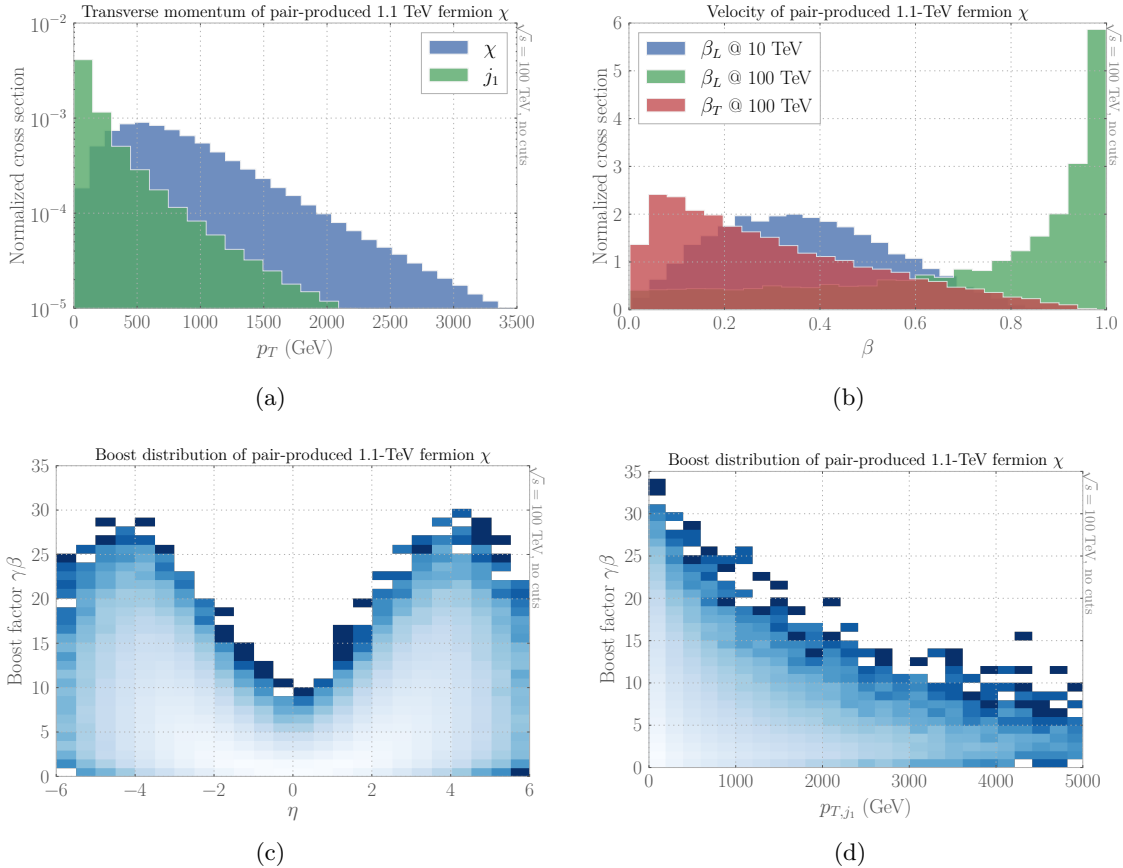 Transverse momentum of pair-produced 1.1 TeV fermion χ
Normalized cross section
10⁻²
10⁻³
10⁻⁴
10⁻⁵
χ
j₁
0 500 1000 1500 2000 2500 3000 3500
p_T (GeV)
√s = 100 TeV, no cuts
(a)
Velocity of pair-produced 1.1-TeV fermion χ
Normalized cross section
6
5
4
3
2
1
0
β_L @ 10 TeV
β_L @ 100 TeV
β_T @ 100 TeV
0.0 0.2 0.4 0.6 0.8 1.0
β
√s = 100 TeV, no cuts
(b)
Boost distribution of pair-produced 1.1-TeV fermion χ
Boost factor γβ
35
30
25
20
15
10
5
0
−6 −4 −2 0 2 4 6
η
√s = 100 TeV, no cuts
(c)
Boost distribution of pair-produced 1.1-TeV fermion χ
Boost factor γβ
35
30
25
20
15
10
5
0
0 1000 2000 3000 4000 5000
p_{T,j₁} (GeV)
√s = 100 TeV, no cuts
(d)